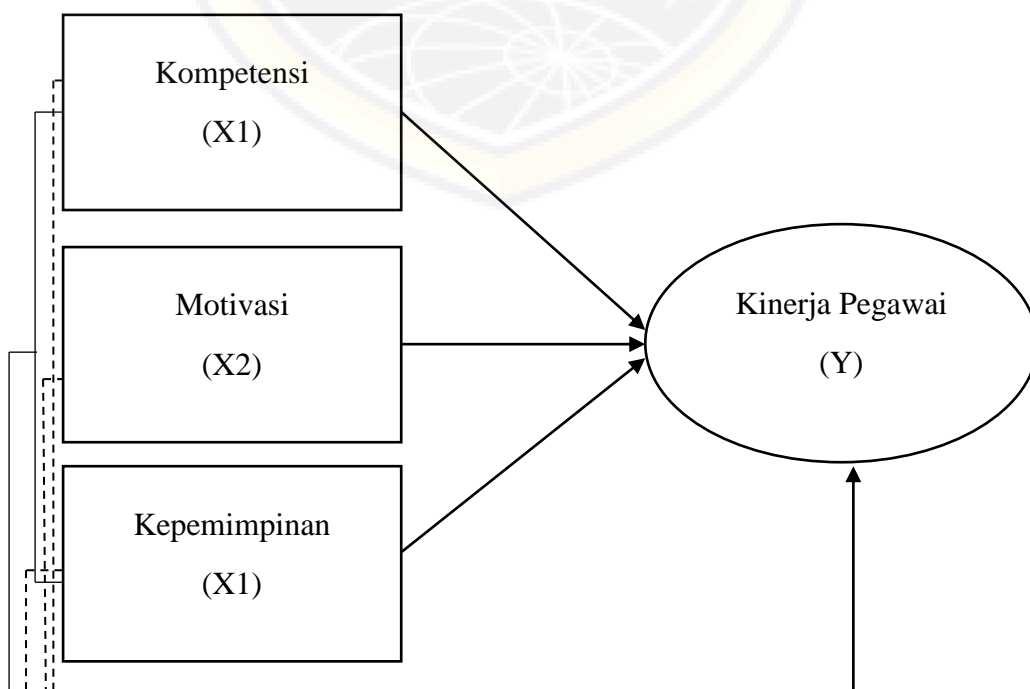 Kompetensi
(X1)
Motivasi
(X2)
Kepemimpinan
(X1)
Kinerja Pegawai
(Y)